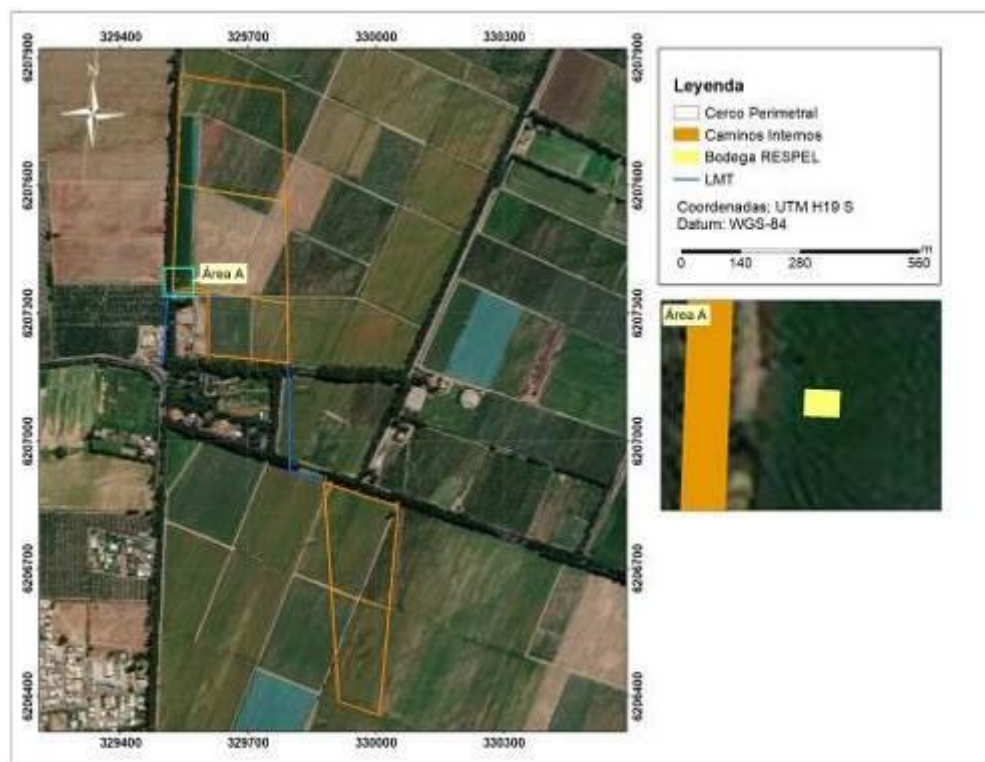 329400 329700 330000 330300
6207900
6207600
6207300
6207000
6206700
6206400
N
Área A
6207900
6207600
6207300
6207000
6206700
6206400
329400 329700 330000 330300
Leyenda
Cerco Perimetral
Caminos Internos
Bodega RESPEL
LMT
Coordenadas: UTM H19 S
Datum: WGS-84
m
0 140 280 560
Área A